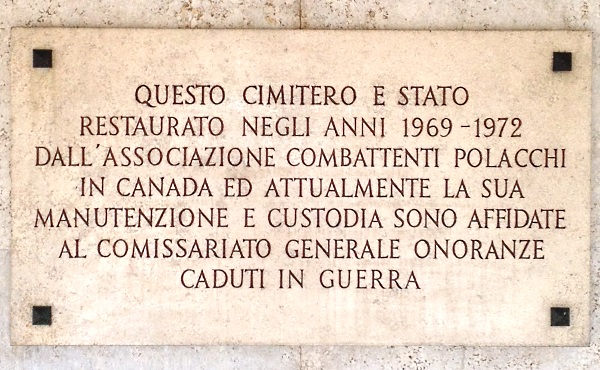 QUESTO CIMITERO E STATO
RESTAURATO NEGLI ANNI 1969-1972
DALL'ASSOCIAZIONE COMBATTENTI POLACCHI
IN CANADA ED ATTUALMENTE LA SUA
MANUTENZIONE E CUSTODIA SONO AFFIDATE
AL COMISSARIATO GENERALE ONORANZE
CADUTI IN GUERRA